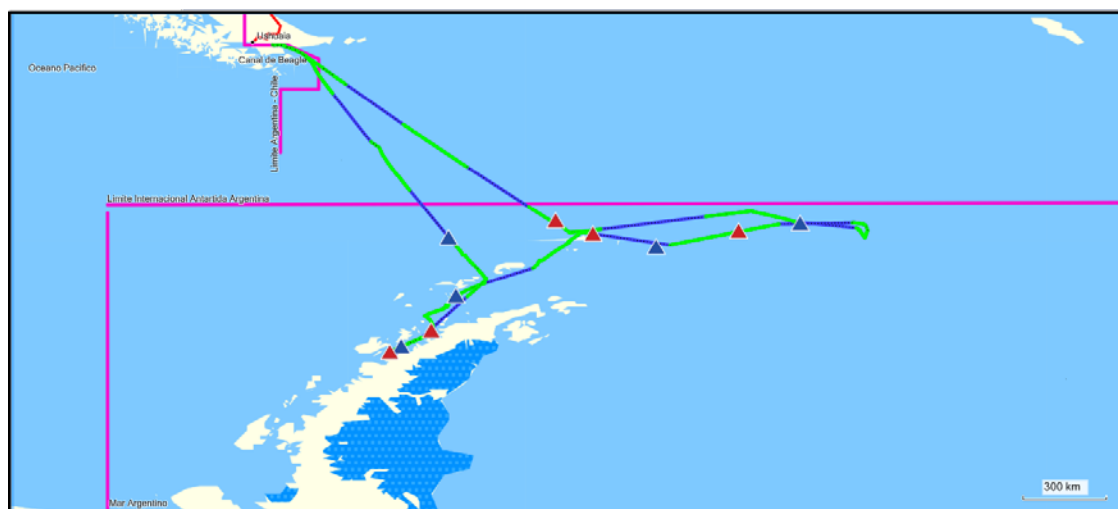 Ushuaia
Canal de Beagle
Oceano Pacifico
Limite Argentina - Chile
Limite Internacional Antartida Argentina
300 km
Mar Argentino